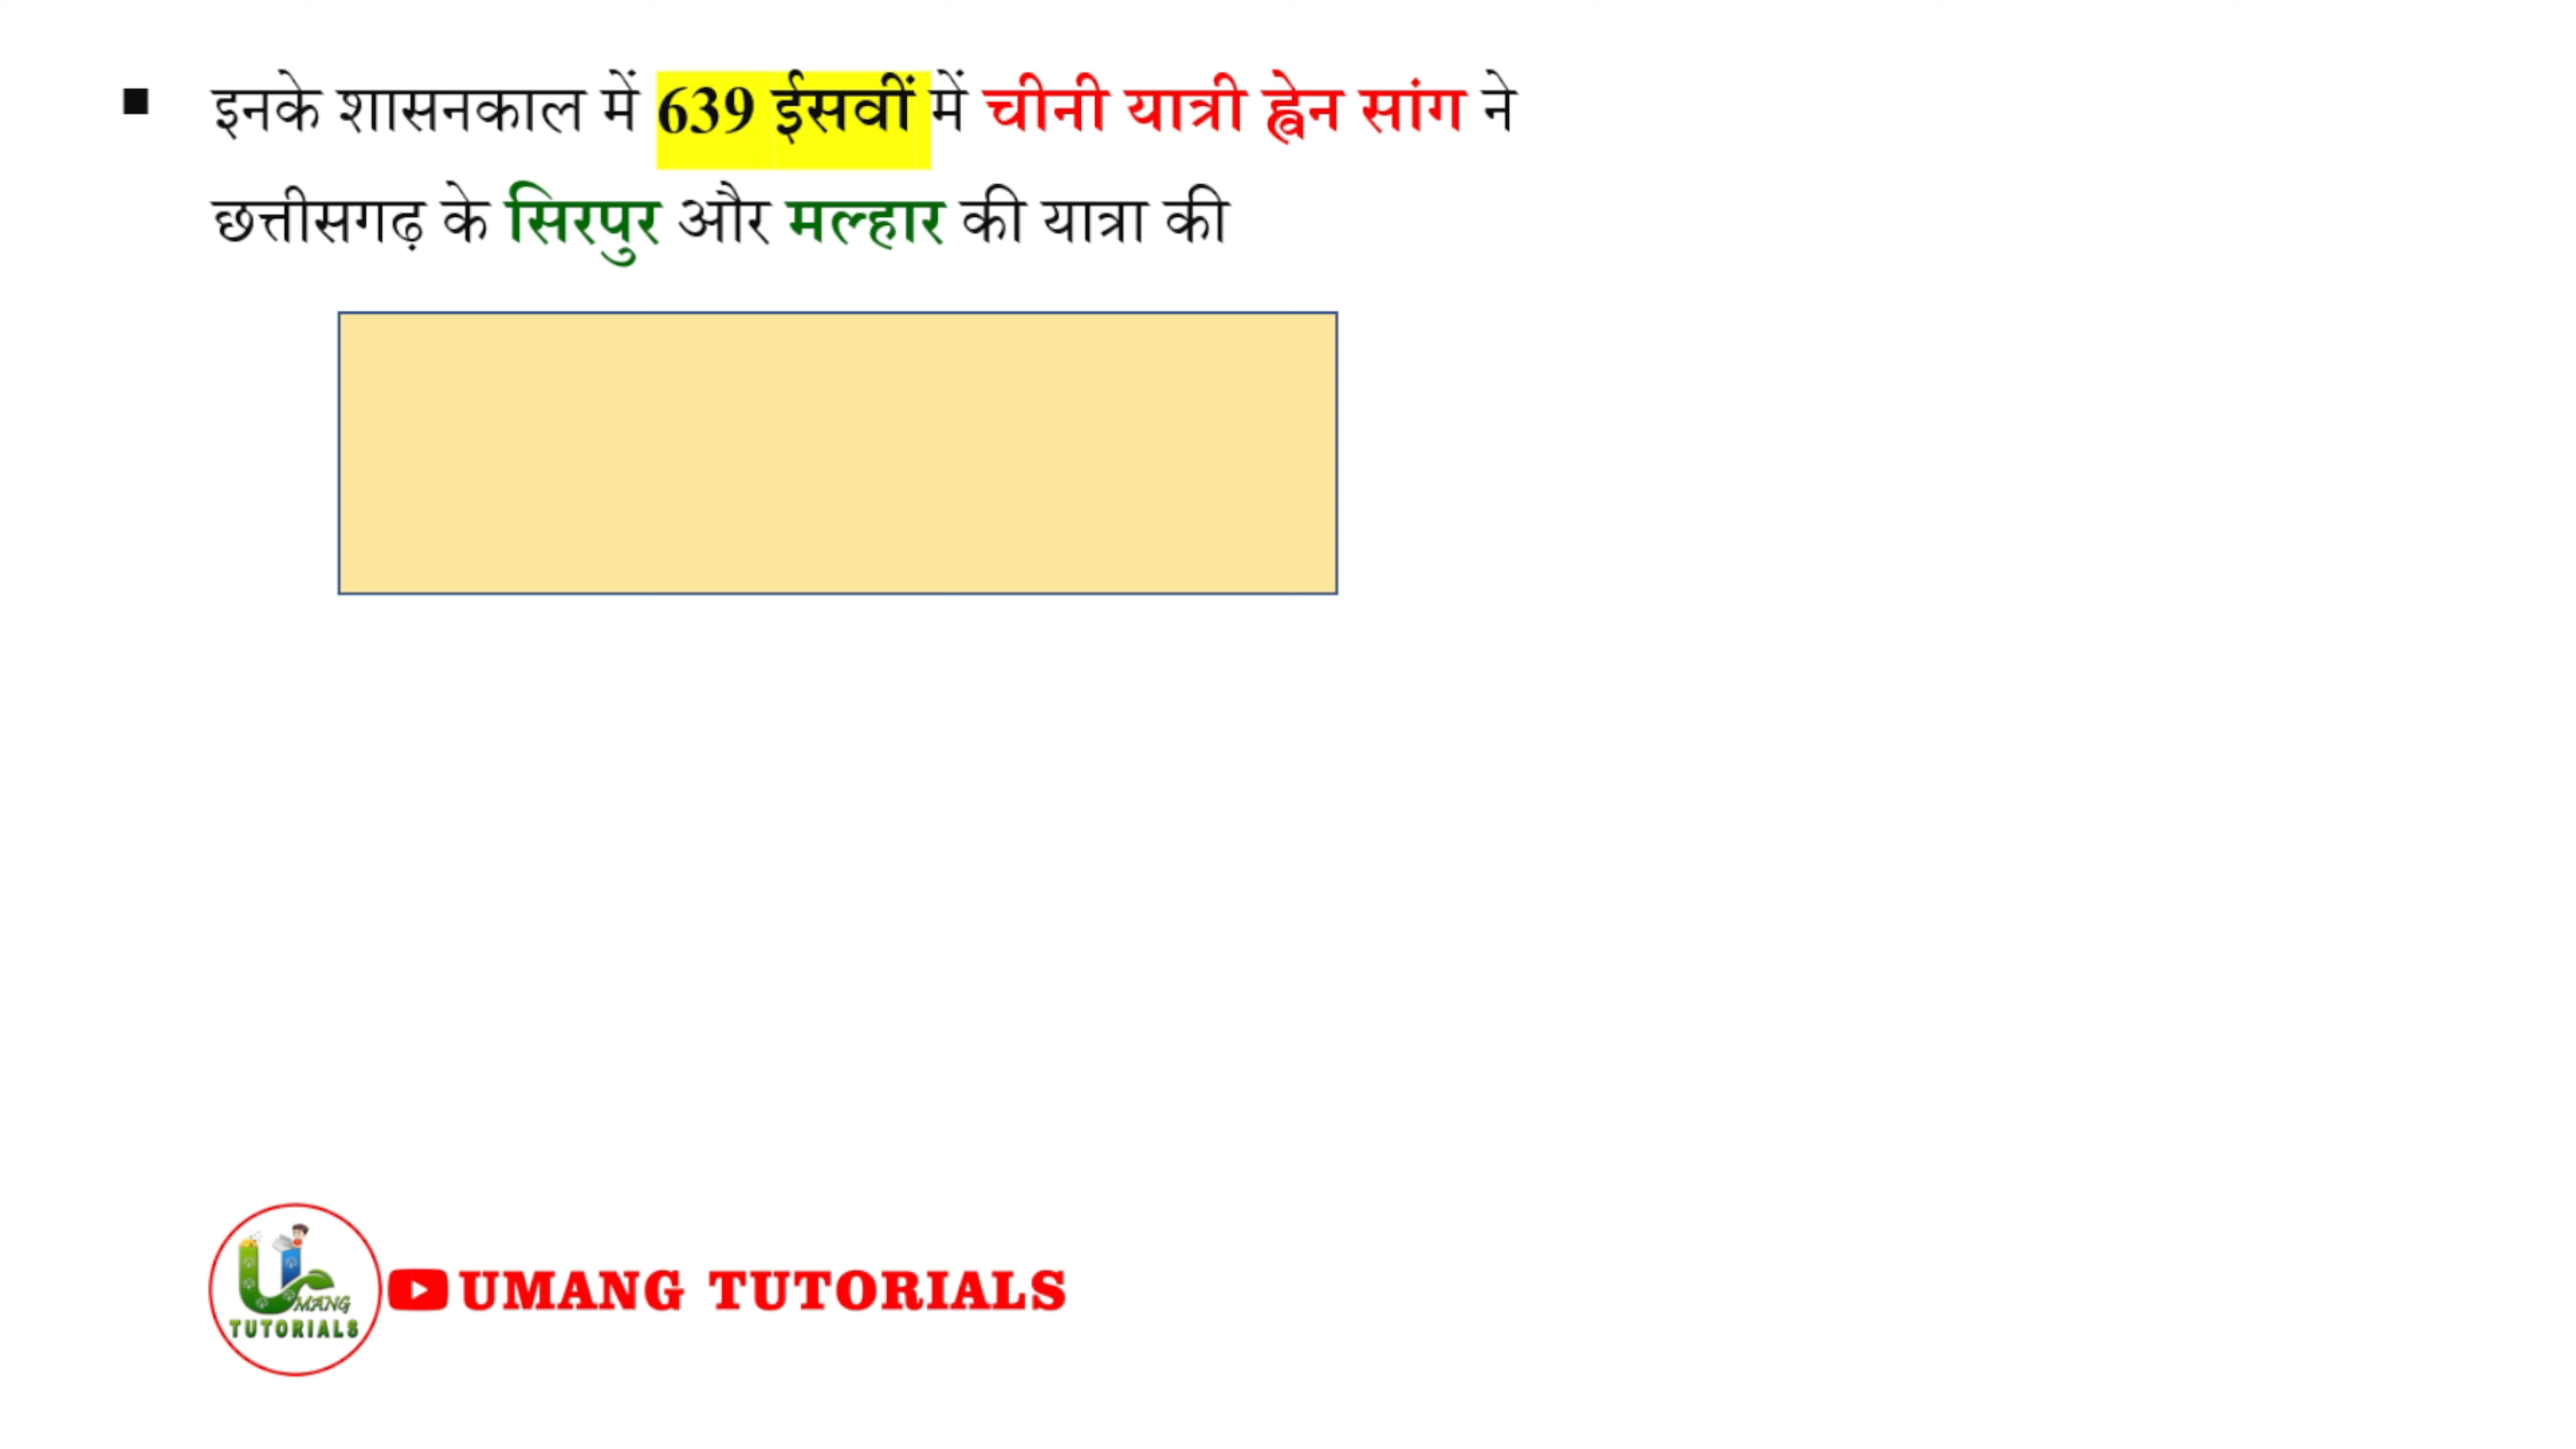 ▪ इनके शासनकाल में 639 ईसवीं में चीनी यात्री ह्वेन सांग ने
छत्तीसगढ़ के सिरपुर और मल्हार की यात्रा की
UMANG
TUTORIALS
UMANG TUTORIALS